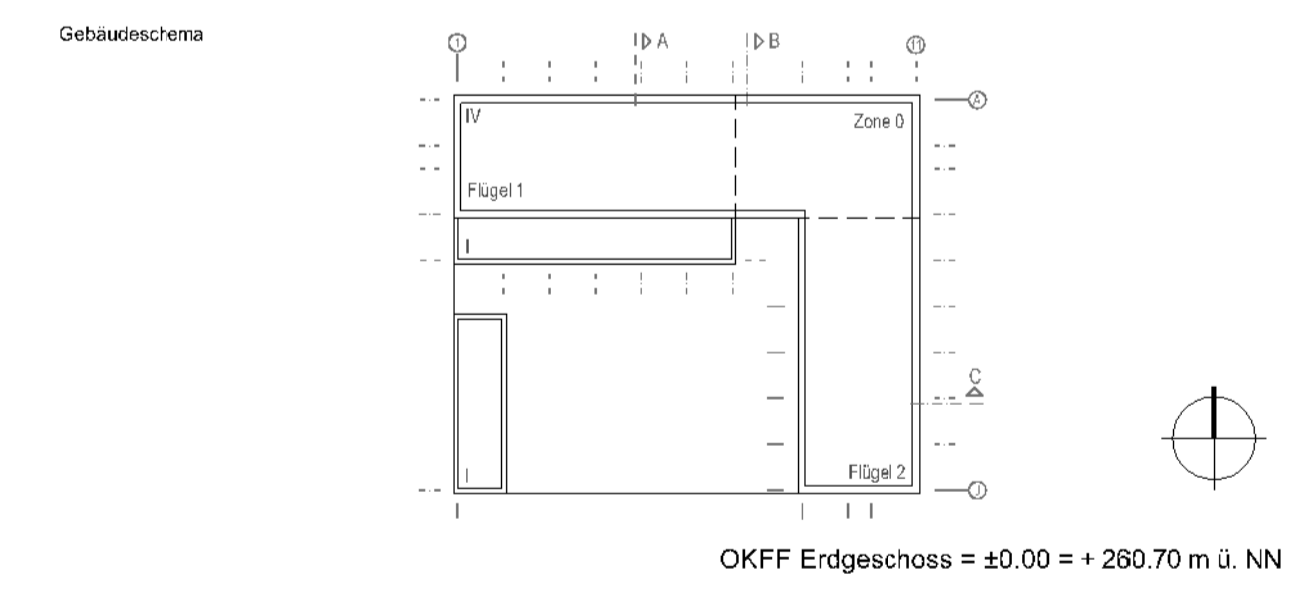 Gebäudeschema
1
A
B
11
A
IV
Zone 0
Flügel 1
I
C
I
Flügel 2
J
OKFF Erdgeschoss = ±0.00 = + 260.70 m ü. NN